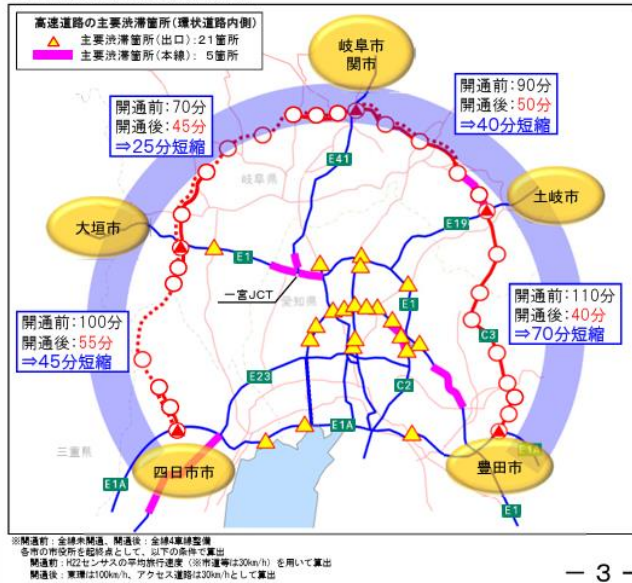 高速道路の主要渋滞箇所(環状道路内側)
主要渋滞箇所(出口):21箇所
主要渋滞箇所(本線): 5箇所
岐阜市
関市
開通前:70分
開通後:45分
⇒25分短縮
開通前:90分
開通後:50分
⇒40分短縮
E41
岐阜県
土岐市
大垣市
E19
E1
一宮JCT
愛知県
E1
開通前:100分
開通後:55分
⇒45分短縮
開通前:110分
開通後:40分
⇒70分短縮
C3
E23
C2
E1A
三重県
四日市市
豊田市
E1A
E1A
E1
※開通前:全線未開通、開通後:全線4車線整備
各市の市役所を起終点として、以下の条件で算出
開通前:H22センサスの平均旅行速度(※市道等は30km/h)を用いて算出
開通後:東環は100km/h、アクセス道路は30km/hとして算出
- 3 -